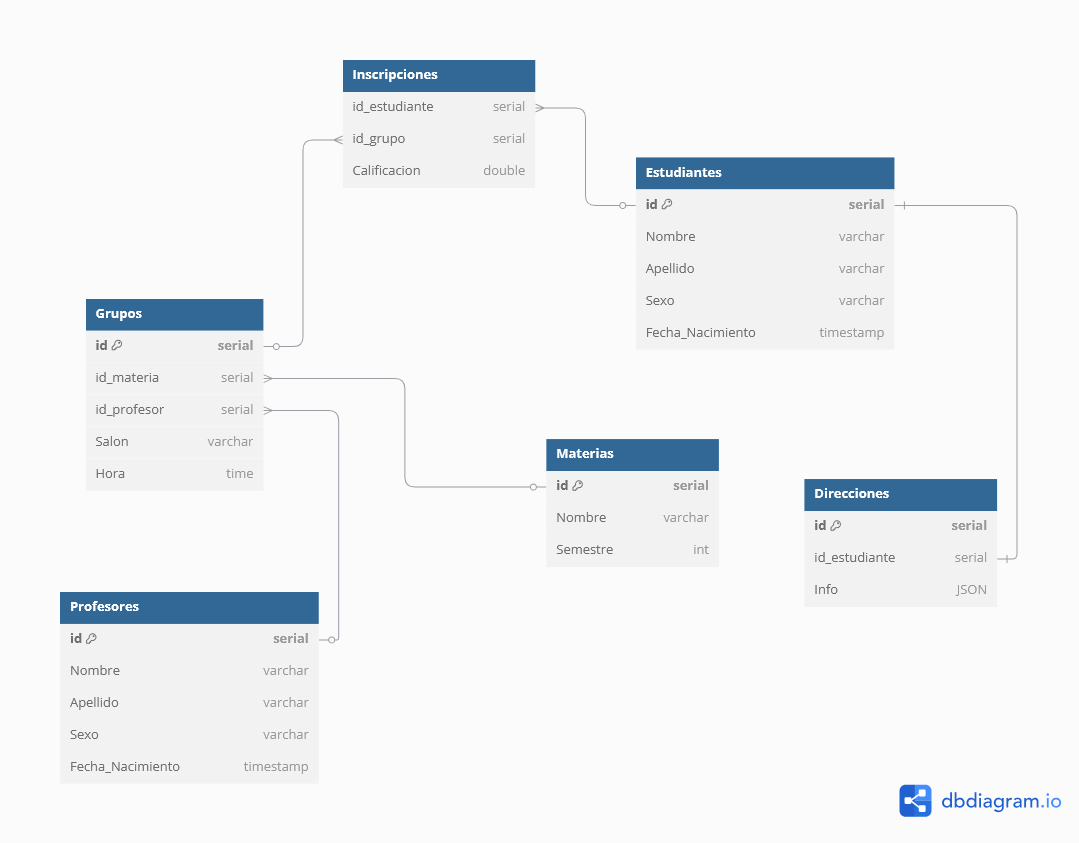 Inscripciones
id_estudiante serial
id_grupo serial
Calificacion double
Estudiantes
id serial
Nombre varchar
Apellido varchar
Sexo varchar
Fecha_Nacimiento timestamp
Grupos
id serial
id_materia serial
id_profesor serial
Salon varchar
Hora time
Materias
id serial
Nombre varchar
Semestre int
Direcciones
id serial
id_estudiante serial
Info JSON
Profesores
id serial
Nombre varchar
Apellido varchar
Sexo varchar
Fecha_Nacimiento timestamp
dbdiagram.io